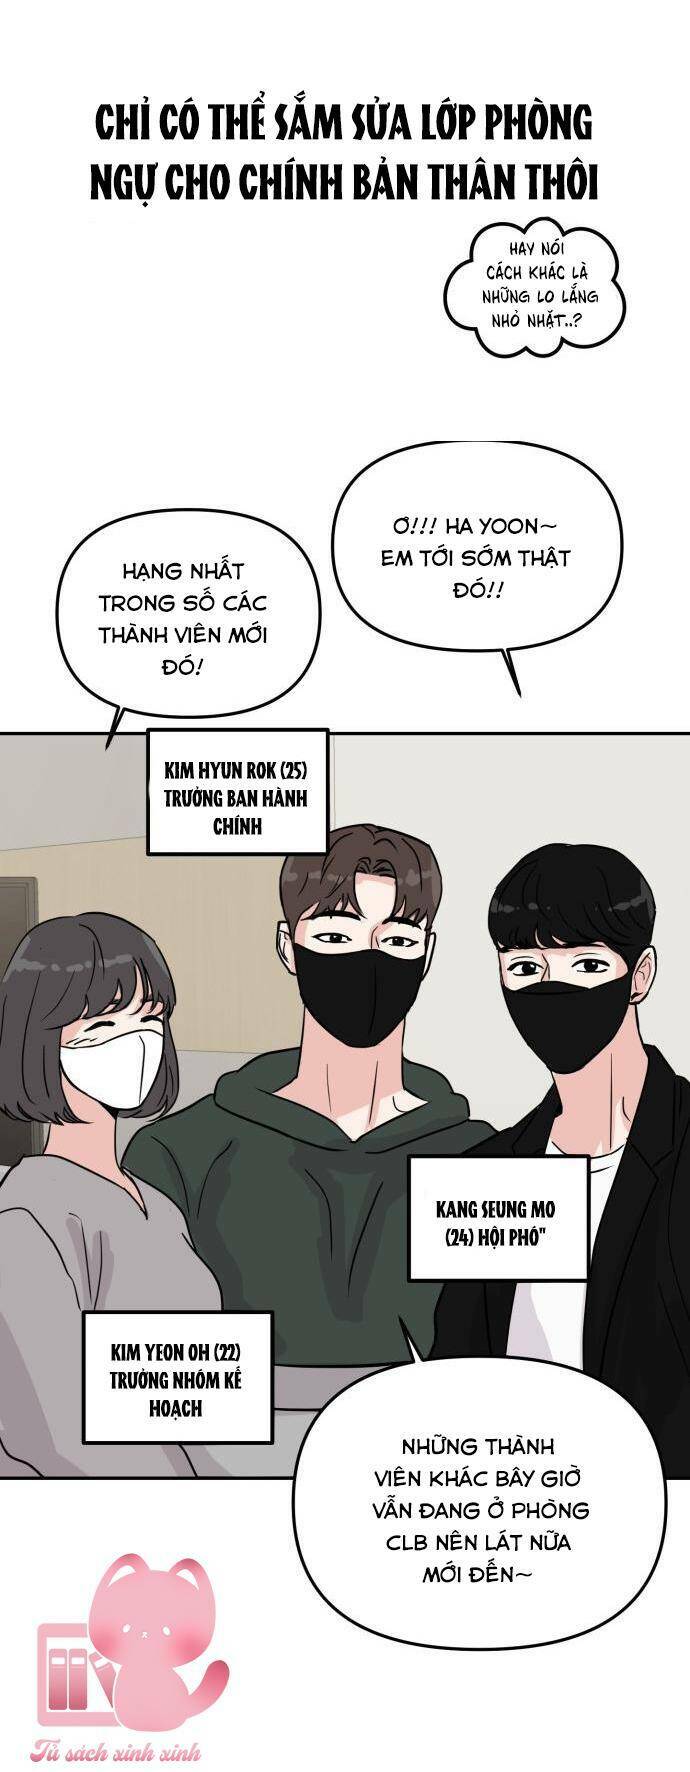 CHỈ CÓ THỂ SẮM SỬA LỚP PHÒNG
NGỰ CHO CHÍNH BẢN THÂN THÔI
HAY NÓI
CÁCH KHÁC LÀ
NHỮNG LO LẮNG
NHỎ NHẶT..?
Ơ!!! HA YOON~
EM TỚI SỚM THẬT
ĐÓ!!
HẠNG NHẤT
TRONG SỐ CÁC
THÀNH VIÊN MỚI
ĐÓ!
KIM HYUN ROK (25)
TRƯỞNG BAN HÀNH
CHÍNH
KANG SEUNG MO
(24) HỘI PHÓ"
KIM YEON OH (22)
TRƯỞNG NHÓM KẾ
HOẠCH
NHỮNG THÀNH
VIÊN KHÁC BÂY GIỜ
VẪN ĐANG Ở PHÒNG
CLB NÊN LÁT NỮA
MỚI ĐẾN~
Tủ sách xinh xinh